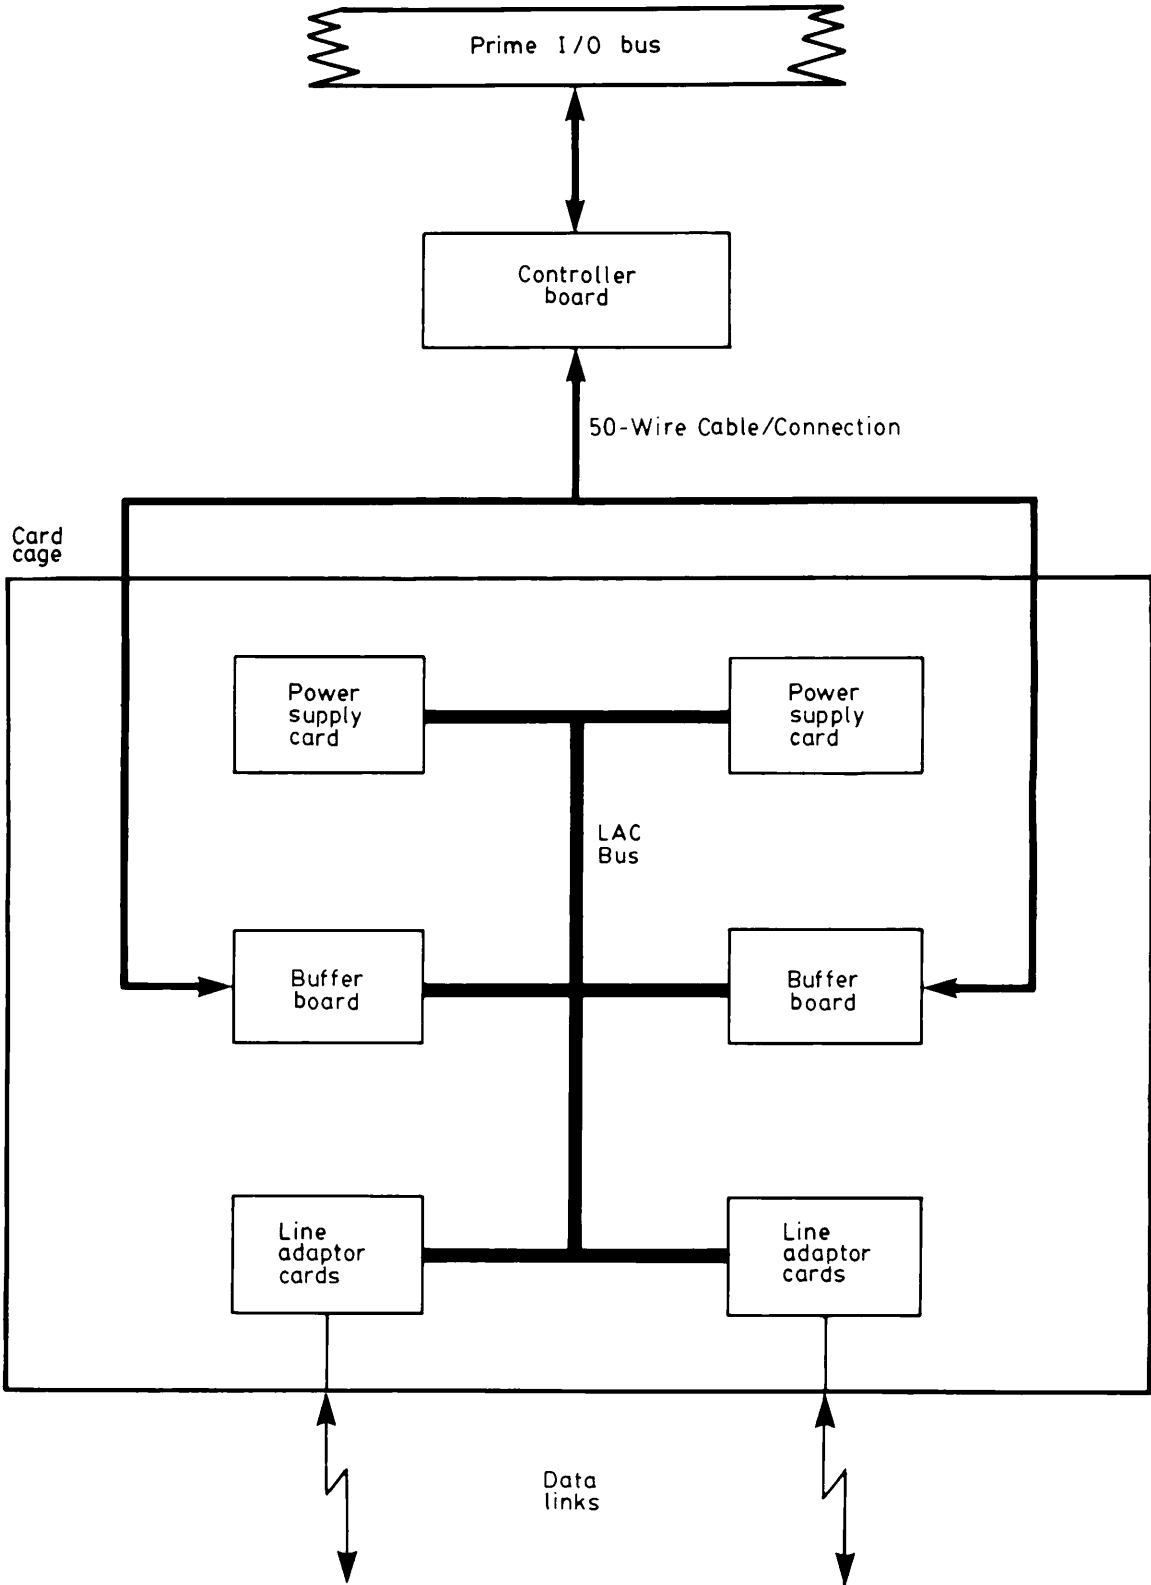 Prime I/O bus
Controller
board
50-Wire Cable/Connection
Card
cage
Power
supply
card
Power
supply
card
LAC
Bus
Buffer
board
Buffer
board
Line
adaptor
cards
Line
adaptor
cards
Data
links